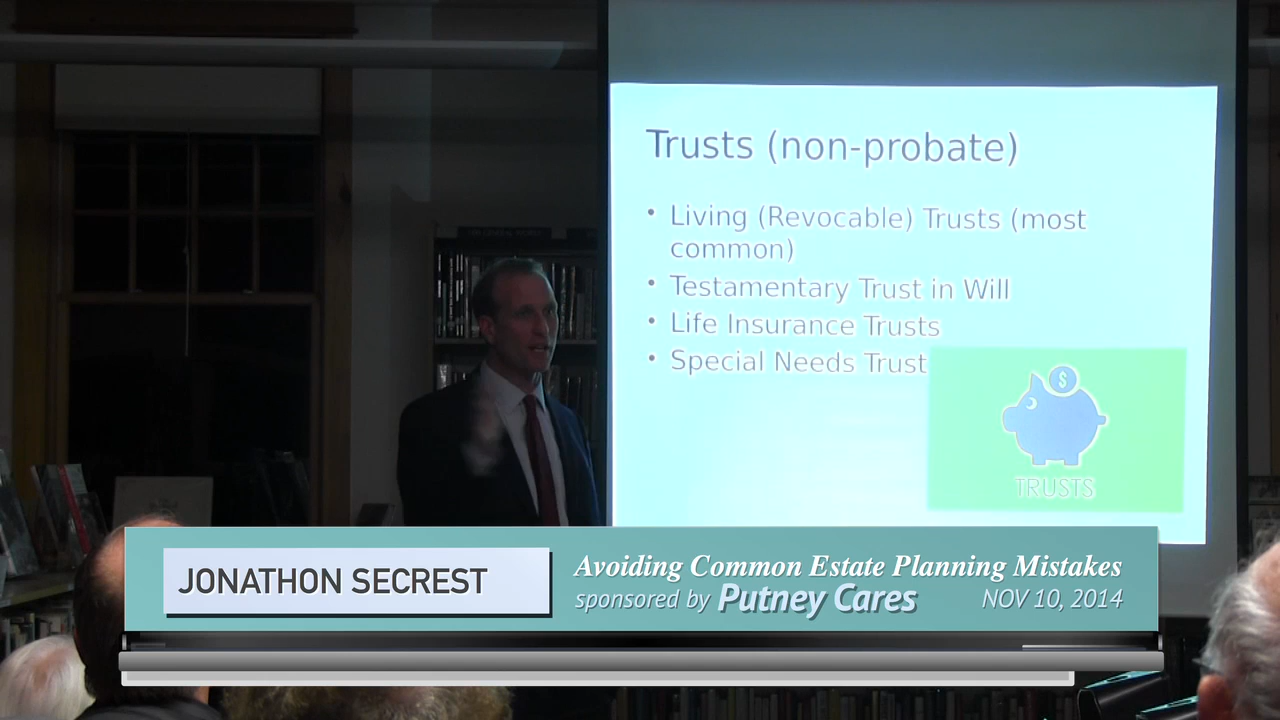 Trusts (non-probate)
• Living (Revocable) Trusts (most
common)
• Testamentary Trust in Will
• Life Insurance Trusts
• Special Needs Trust
$
TRUSTS
JONATHON SECREST
Avoiding Common Estate Planning Mistakes
sponsored by Putney Cares NOV 10, 2014